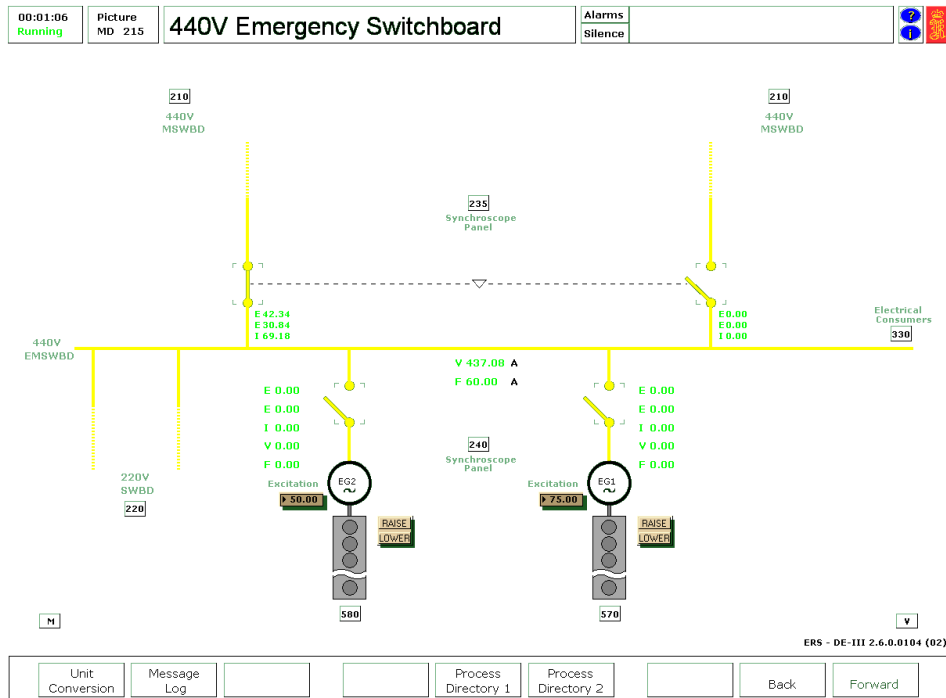 00:01:06
Running
Picture
MD 215
440V Emergency Switchboard
Alarms
Silence
?
i
210
440V
MSWBD
210
440V
MSWBD
235
Synchroscope
Panel
E 42.34
E 30.84
I 69.18
E0.00
E0.00
I 0.00
Electrical
Consumers
330
440V
EMSWBD
V 437.08 A
F 60.00 A
E 0.00
E 0.00
I 0.00
V 0.00
F 0.00
E 0.00
E 0.00
I 0.00
V 0.00
F 0.00
240
Synchroscope
Panel
220V
SWBD
220
Excitation
50.00
EG2
Excitation
75.00
EG1
RAISE
LOWER
RAISE
LOWER
580
570
M
V
ERS - DE-III 2.6.0.0104 (02)
Unit
Conversion
Message
Log
Process
Directory 1
Process
Directory 2
Back
Forward